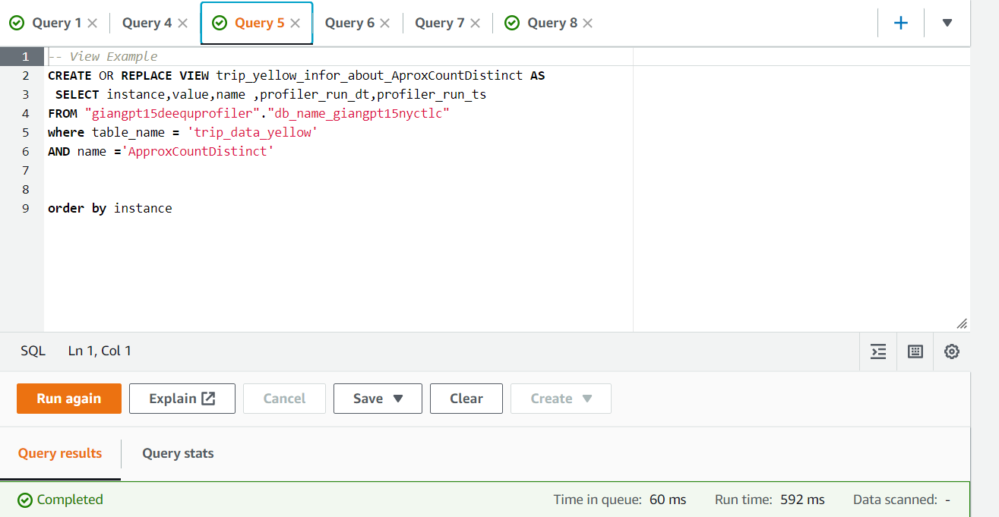 Query 1
Query 4
Query 5
Query 6
Query 7
Query 8
1 -- View Example
2 CREATE OR REPLACE VIEW trip_yellow_infor_about_AproxCountDistinct AS
3 SELECT instance,value,name ,profiler_run_dt,profiler_run_ts
4 FROM "giangpt15deequprofiler"."db_name_giangpt15nyctlc"
5 where table_name = 'trip_data_yellow'
6 AND name ='ApproxCountDistinct'
7
8
9 order by instance
SQL Ln 1, Col 1
Run again Explain Cancel Save Clear Create
Query results Query stats
Completed Time in queue: 60 ms Run time: 592 ms Data scanned: -